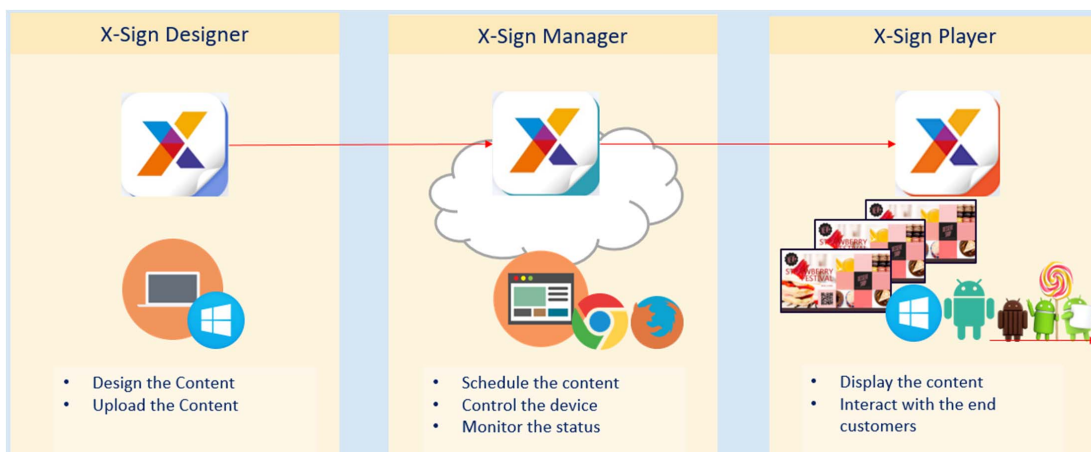 X-Sign Designer
X-Sign Manager
X-Sign Player
STRAWBERRY
• Design the Content
• Upload the Content
• Schedule the content
• Control the device
• Monitor the status
• Display the content
• Interact with the end
customers